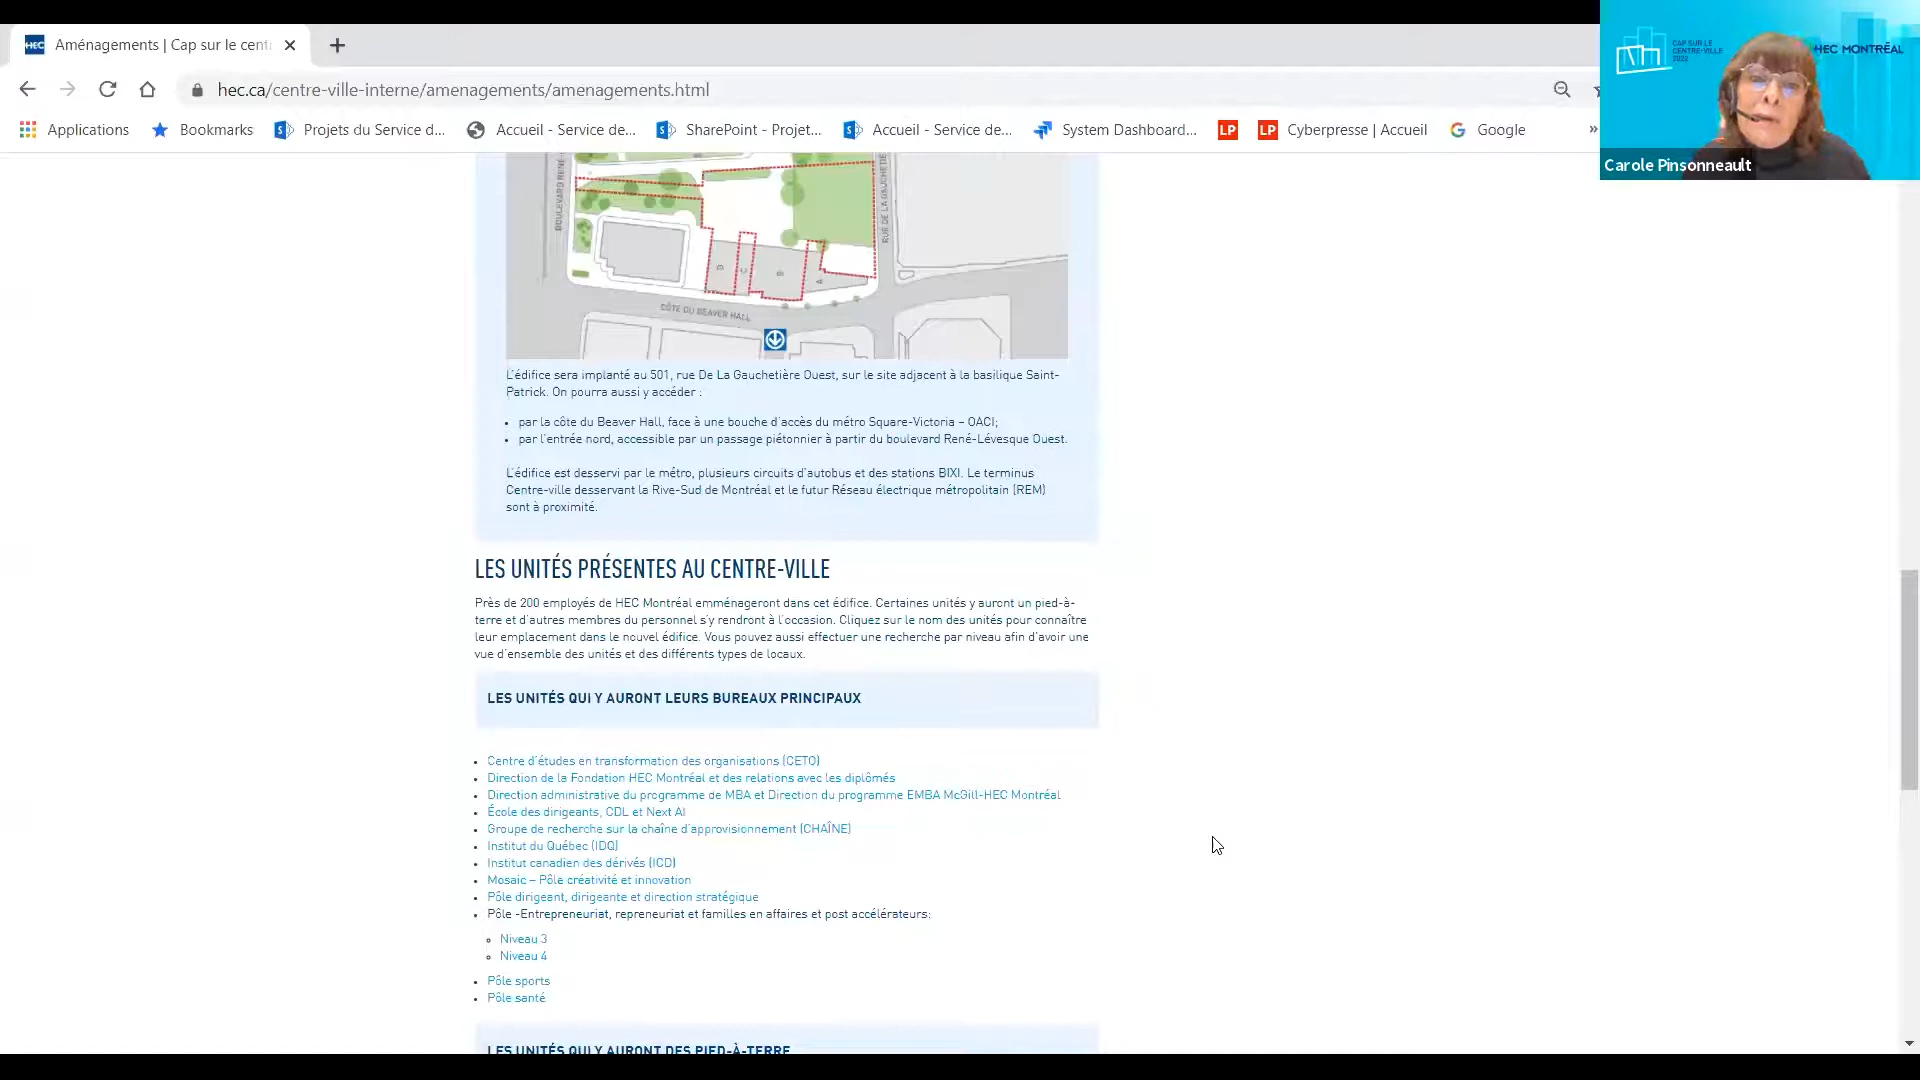 HEC
Aménagements | Cap sur le cent
hec.ca/centre-ville-interne/amenagements/amenagements.html
Applications
Bookmarks
Projets du Service d...
Accueil - Service de...
SharePoint - Projet...
Accueil - Service de...
System Dashboard...
LP
LP
Cyberpresse | Accueil
Google
»
CAP SUR LE
CENTRE-VILLE
2022
HEC MONTRÉAL
Carole Pinsonneault
BOULEVARD RENÉ-
RUE DE LA GAUCHETIÈ
D
C
B
A
CÔTE DU BEAVER HALL
L'édifice sera implanté au 501, rue De La Gauchetière Ouest, sur le site adjacent à la basilique Saint-
Patrick. On pourra aussi y accéder :
• par la côte du Beaver Hall, face à une bouche d'accès du métro Square-Victoria – OACI;
• par l'entrée nord, accessible par un passage piétonnier à partir du boulevard René-Lévesque Ouest.
L'édifice est desservi par le métro, plusieurs circuits d'autobus et des stations BIXI. Le terminus
Centre-ville desservant la Rive-Sud de Montréal et le futur Réseau électrique métropolitain (REM)
sont à proximité.
LES UNITÉS PRÉSENTES AU CENTRE-VILLE
Près de 200 employés de HEC Montréal emménageront dans cet édifice. Certaines unités y auront un pied-à-
terre et d'autres membres du personnel s'y rendront à l'occasion. Cliquez sur le nom des unités pour connaître
leur emplacement dans le nouvel édifice. Vous pouvez aussi effectuer une recherche par niveau afin d'avoir une
vue d'ensemble des unités et des différents types de locaux.
LES UNITÉS QUI Y AURONT LEURS BUREAUX PRINCIPAUX
• Centre d'études en transformation des organisations (CETO)
• Direction de la Fondation HEC Montréal et des relations avec les diplômés
• Direction administrative du programme de MBA et Direction du programme EMBA McGill-HEC Montréal
• École des dirigeants, CDL et Next AI
• Groupe de recherche sur la chaîne d'approvisionnement (CHAÎNE)
• Institut du Québec (IDQ)
• Institut canadien des dérivés (ICD)
• Mosaic – Pôle créativité et innovation
• Pôle dirigeant, dirigeante et direction stratégique
• Pôle -Entrepreneuriat, repreneuriat et familles en affaires et post accélérateurs:
Niveau 3
Niveau 4
• Pôle sports
• Pôle santé
LES UNITÉS QUI Y AURONT DES PIED-À-TERRE